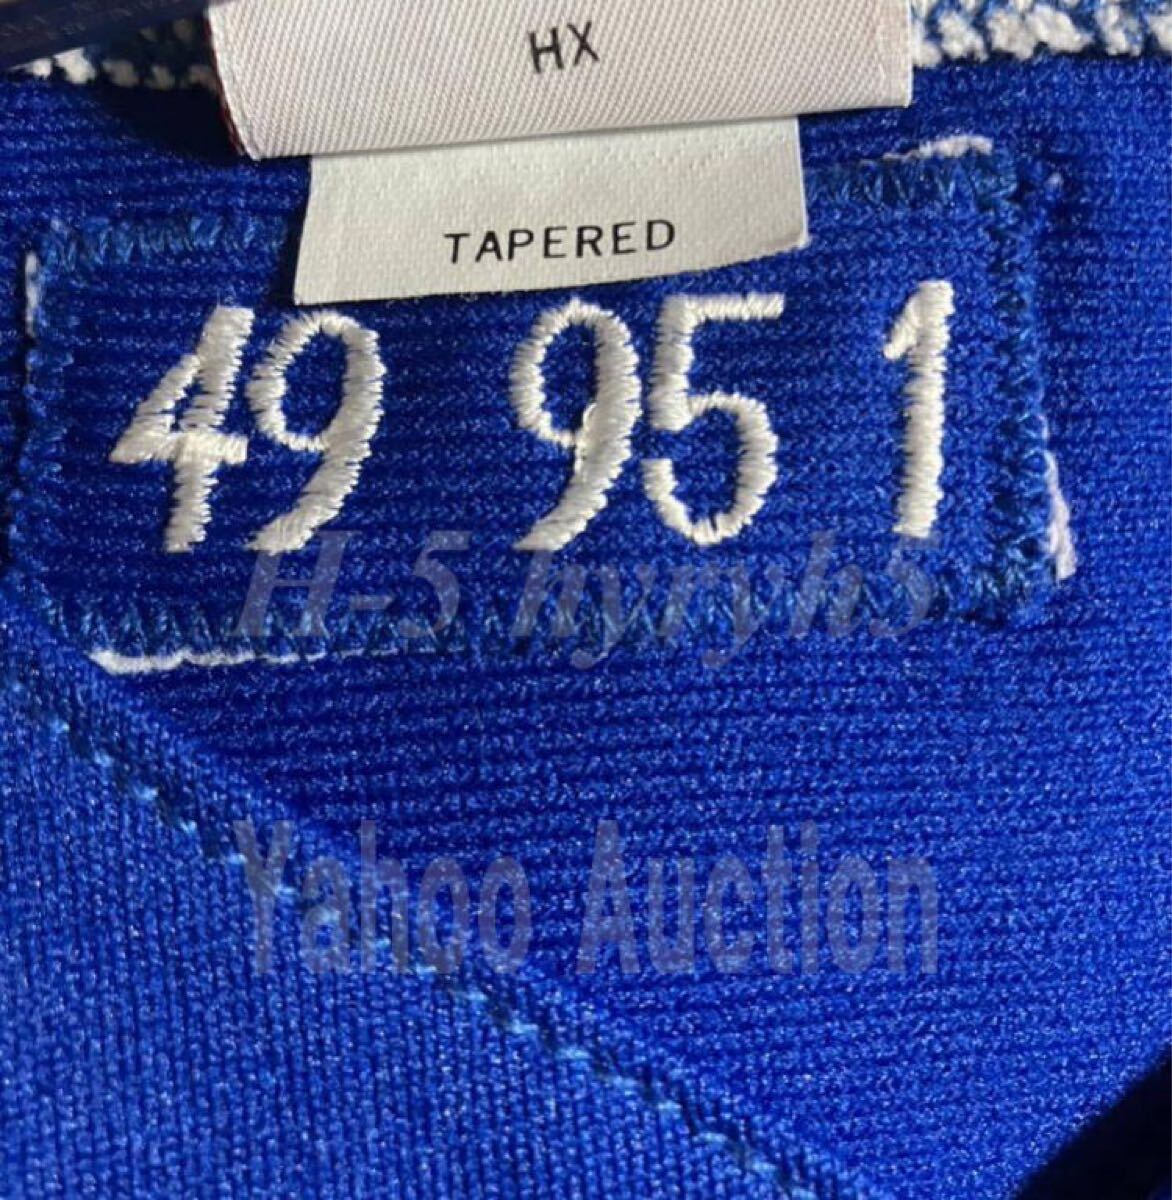 HX
TAPERED
49 95 1
H-5 hyryh5
Yahoo Auction